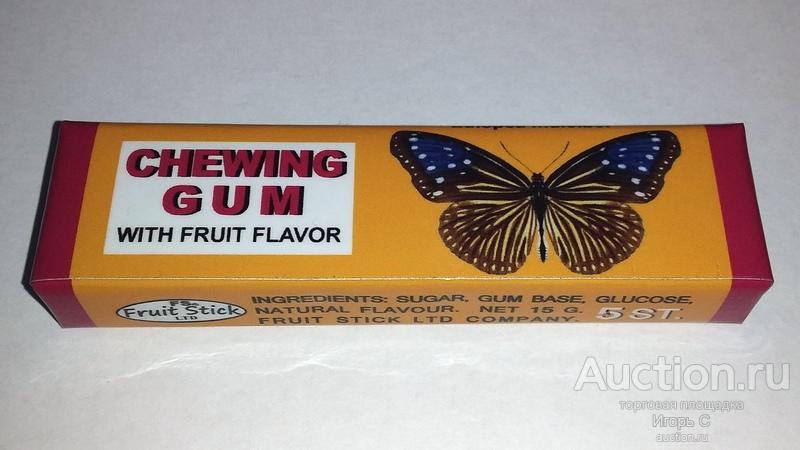 CHEWING
GUM
WITH FRUIT FLAVOR
FS.
Fruit Stick
LTD
INGREDIENTS: SUGAR, GUM BASE, GLUCOSE,
NATURAL FLAVOUR. NET 15 G.
FRUIT STICK LTD COMPANY.
5 ST.
Auction.ru
торговая площадка
Игорь С
auction.ru